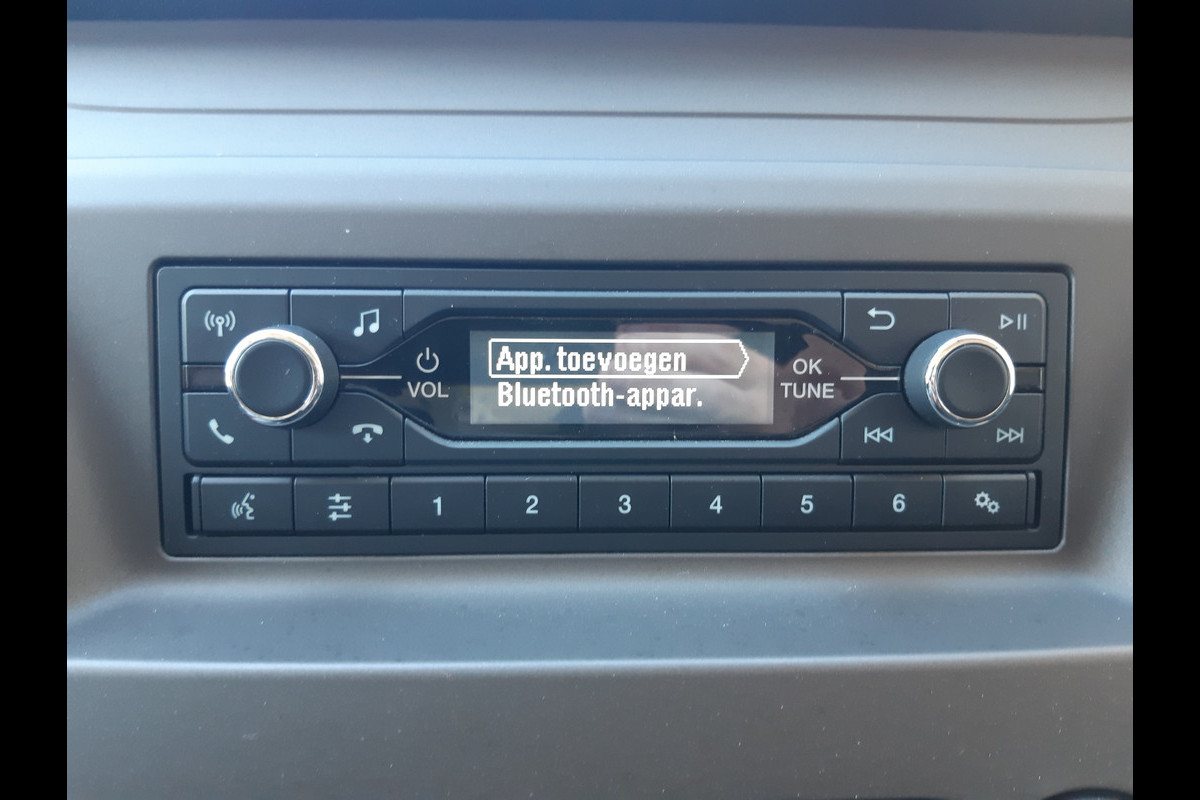 VOL
App. toevoegen
Bluetooth-appar.
OK
TUNE
1 2 3 4 5 6